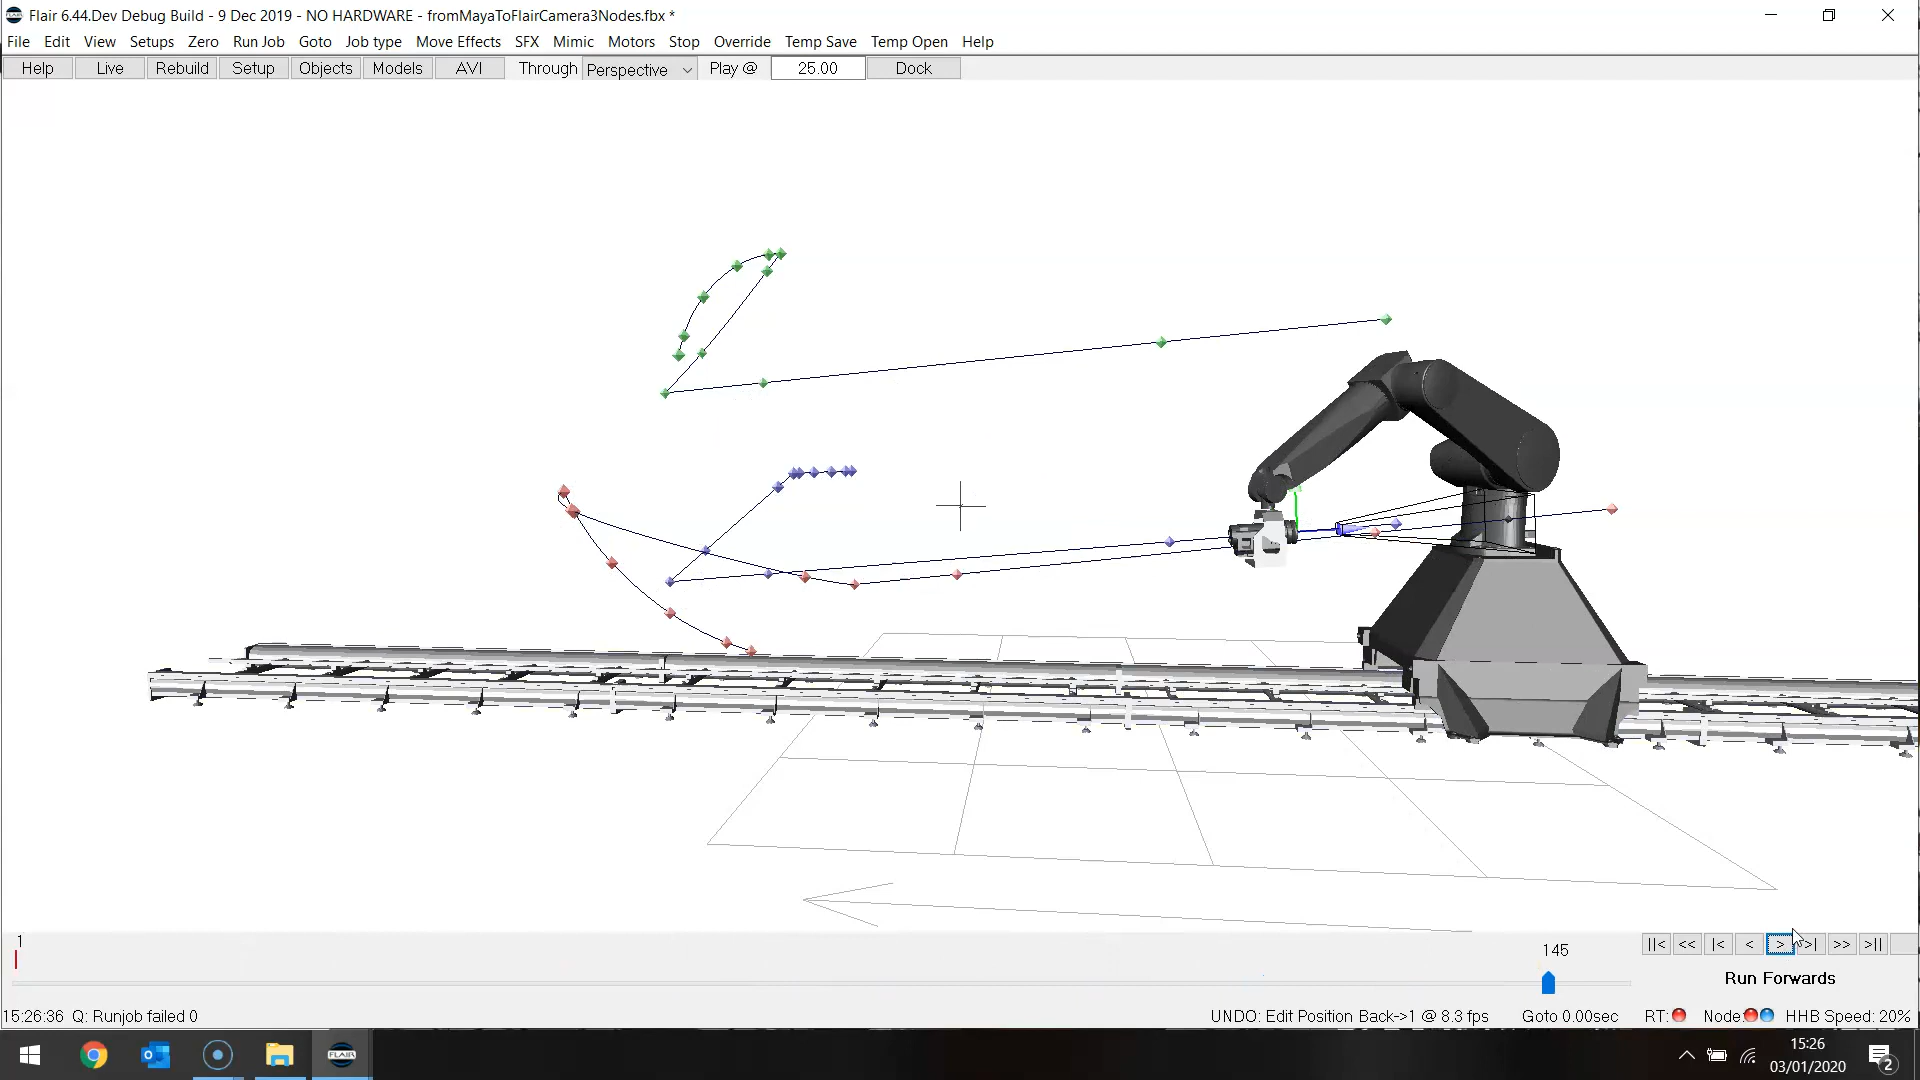 Flair 6.44.Dev Debug Build - 9 Dec 2019 - NO HARDWARE - fromMayaToFlairCamera3Nodes.fbx *
File Edit View Setups Zero Run Job Goto Job type Move Effects SFX Mimic Motors Stop Override Temp Save Temp Open Help
Help Live Rebuild Setup Objects Models AVI Through Perspective Play @ 25.00 Dock
1
145
||< << |< < > >| >> >||
Run Forwards
15:26:36 Q: Runjob failed 0 UNDO: Edit Position Back->1 @ 8.3 fps Goto 0.00sec RT: Node: HHB Speed: 20%
FLAIR
15:26
03/01/2020
2